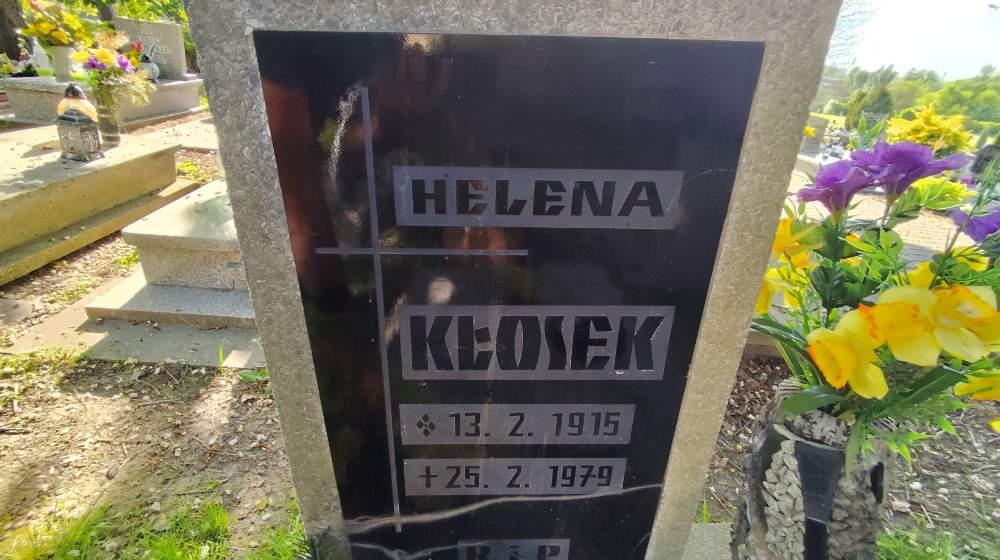 HELENA
KŁOSEK
❖ 13. 2. 1915
+ 25. 2. 1979
R.I.P.